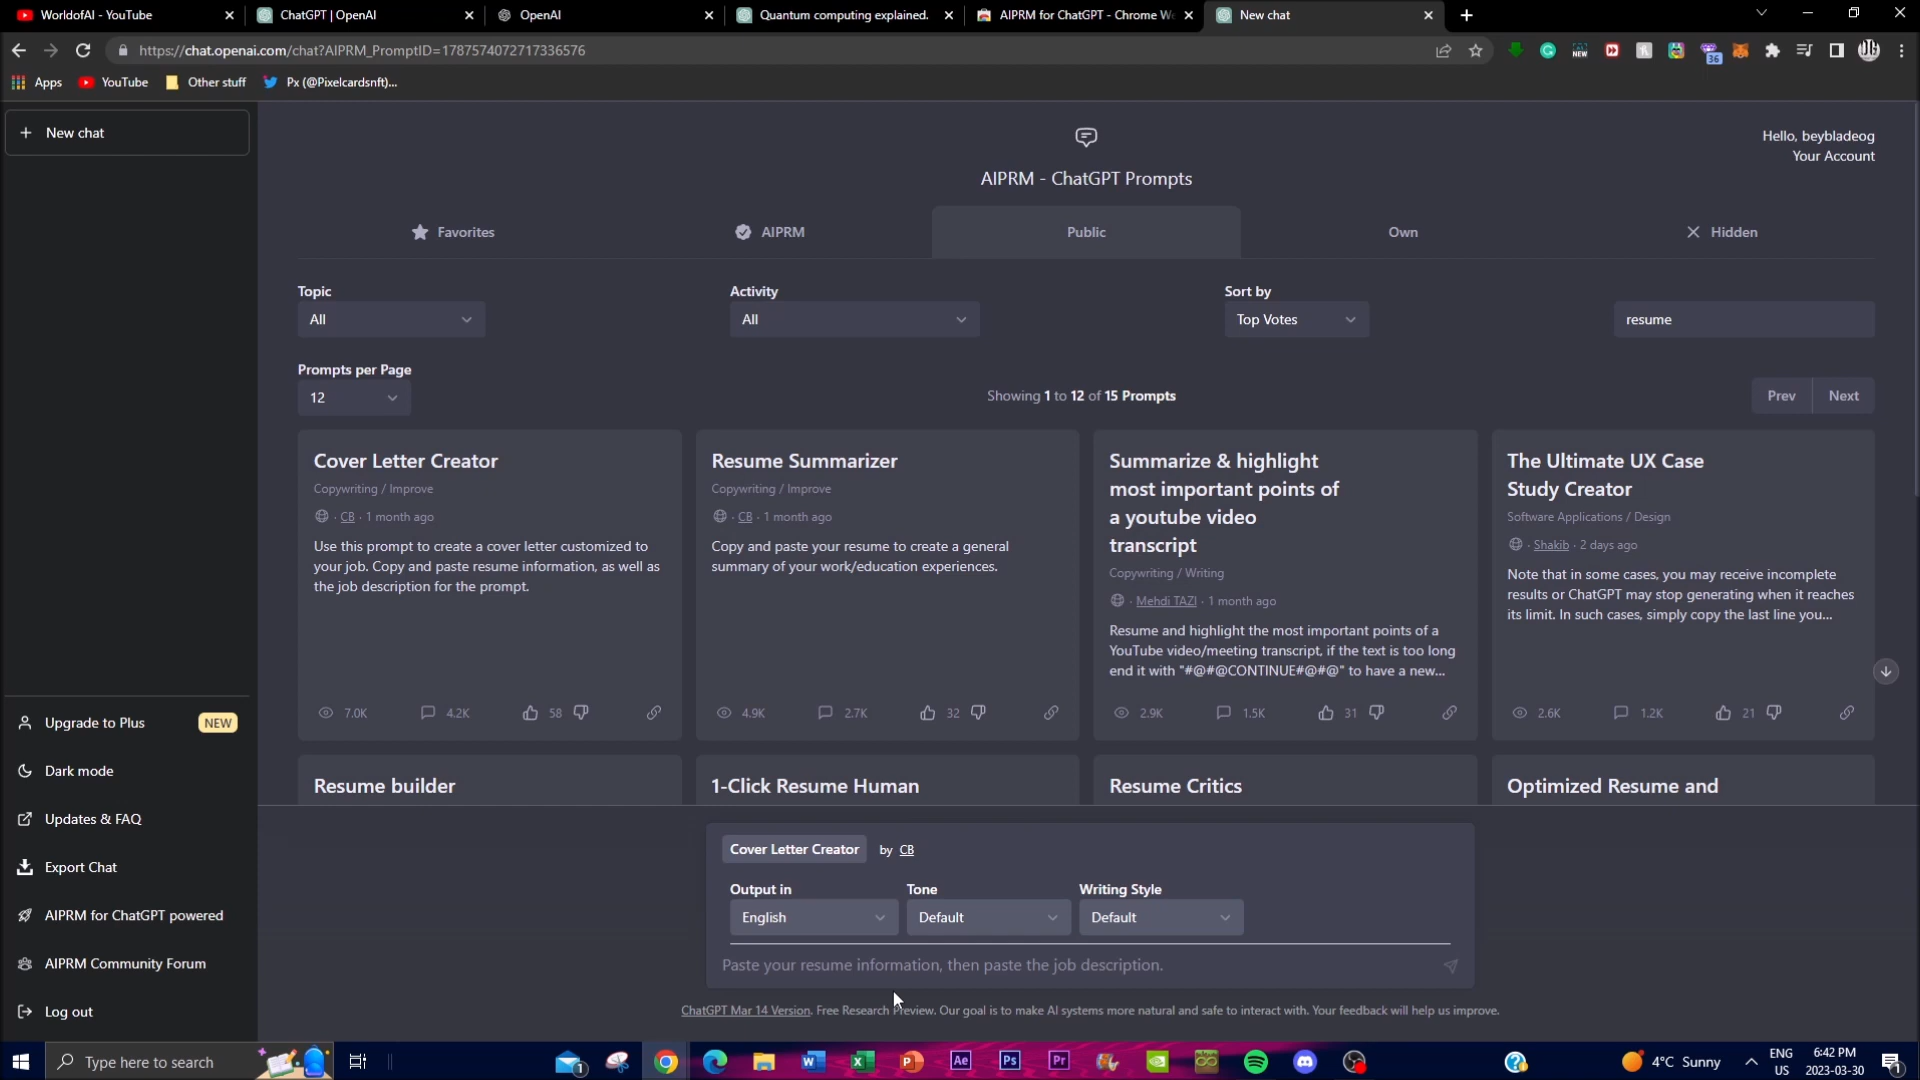 WorldofAI - YouTube
ChatGPT | OpenAI
OpenAI
Quantum computing explained.
AIPRM for ChatGPT - Chrome We
New chat
https://chat.openai.com/chat?AIPRM_PromptID=1787574072717336576
NEW
36
Apps
YouTube
Other stuff
Px (@Pixelcardsnft)...
New chat
Hello, beybladeog
Your Account
AIPRM - ChatGPT Prompts
Favorites
AIPRM
Public
Own
Hidden
Topic
Activity
Sort by
All
All
Top Votes
resume
Prompts per Page
12
Showing 1 to 12 of 15 Prompts
Prev
Next
Cover Letter Creator
Copywriting / Improve
· CB · 1 month ago
Use this prompt to create a cover letter customized to
your job. Copy and paste resume information, as well as
the job description for the prompt.
7.0K
4.2K
58
Resume Summarizer
Copywriting / Improve
· CB · 1 month ago
Copy and paste your resume to create a general
summary of your work/education experiences.
4.9K
2.7K
32
Summarize & highlight
most important points of
a youtube video
transcript
Copywriting / Writing
· Mehdi TAZI · 1 month ago
Resume and highlight the most important points of a
YouTube video/meeting transcript, if the text is too long
end it with "#@#@CONTINUE#@#@" to have a new...
2.9K
1.5K
31
The Ultimate UX Case
Study Creator
Software Applications / Design
· Shakib · 2 days ago
Note that in some cases, you may receive incomplete
results or ChatGPT may stop generating when it reaches
its limit. In such cases, simply copy the last line you...
2.6K
1.2K
21
Resume builder
1-Click Resume Human
Resume Critics
Optimized Resume and
Upgrade to Plus
NEW
Dark mode
Updates & FAQ
Export Chat
AIPRM for ChatGPT powered
AIPRM Community Forum
Log out
Cover Letter Creator by CB
Output in
Tone
Writing Style
English
Default
Default
Paste your resume information, then paste the job description.
ChatGPT Mar 14 Version. Free Research Preview. Our goal is to make AI systems more natural and safe to interact with. Your feedback will help us improve.
Type here to search
1
Ae
Ps
Pr
4°C Sunny
ENG
US
6:42 PM
2023-03-30
1